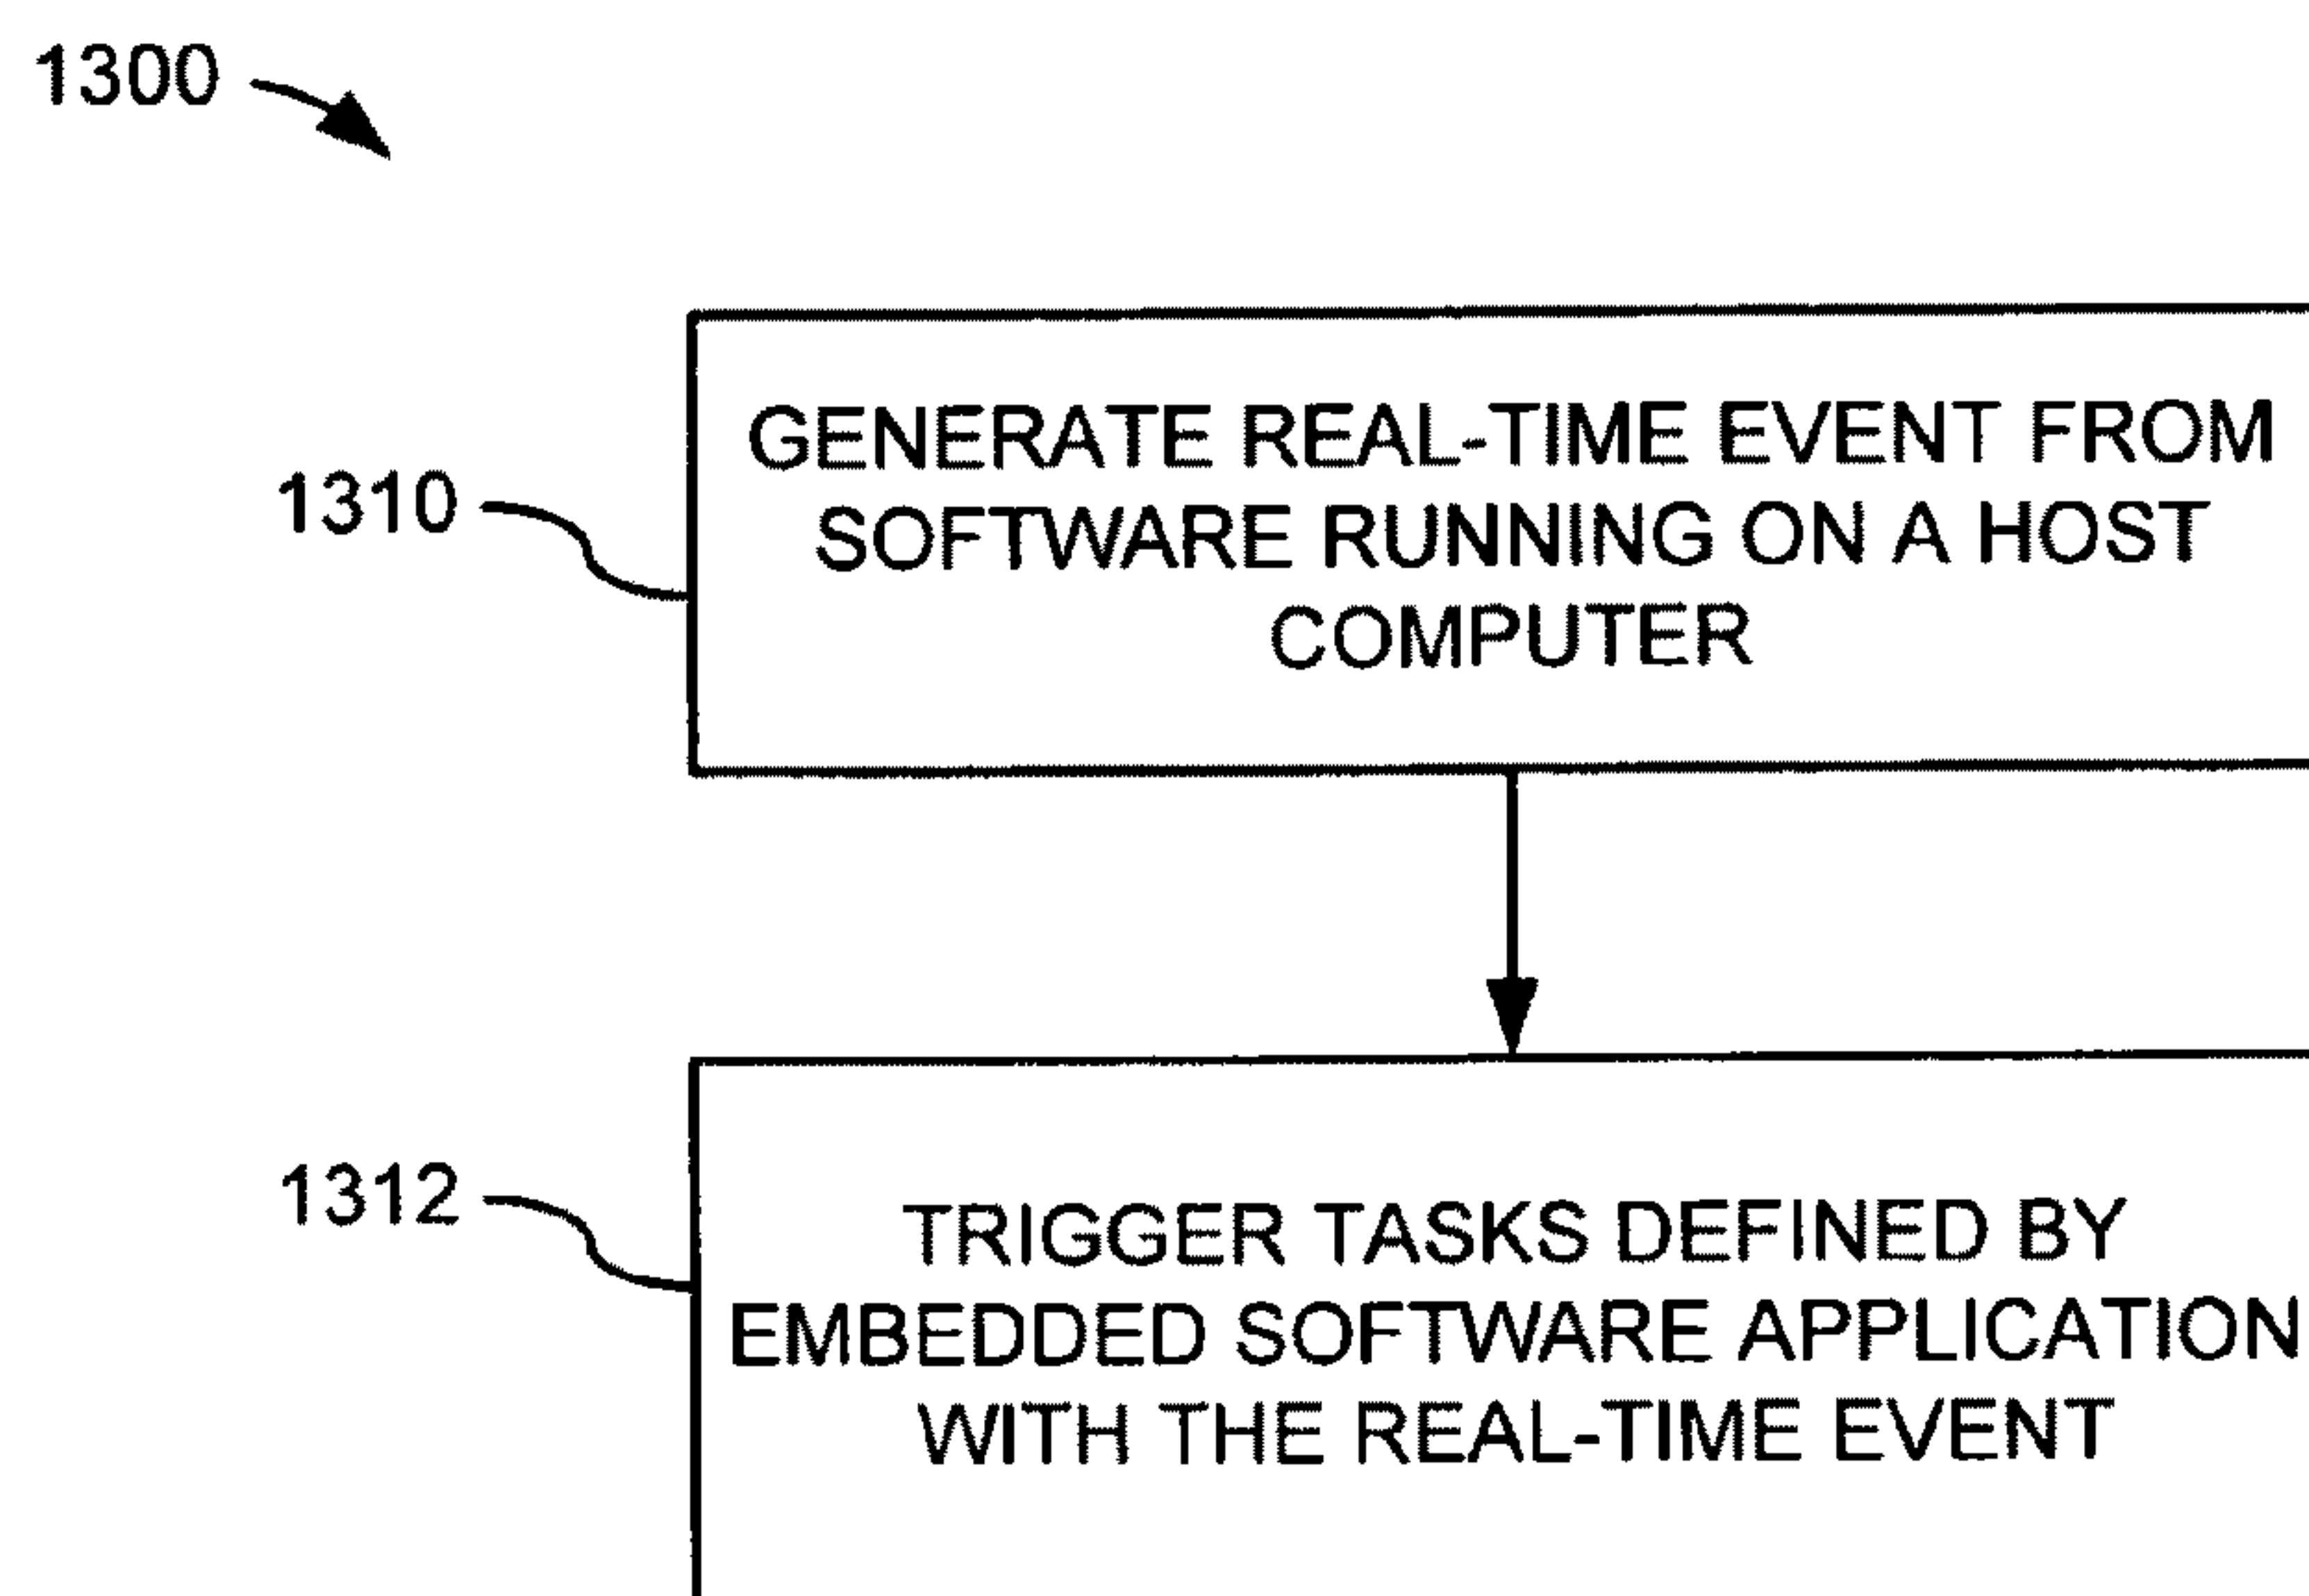 1300
1310
GENERATE REAL-TIME EVENT FROM
SOFTWARE RUNNING ON A HOST
COMPUTER
1312
TRIGGER TASKS DEFINED BY
EMBEDDED SOFTWARE APPLICATION
WITH THE REAL-TIME EVENT